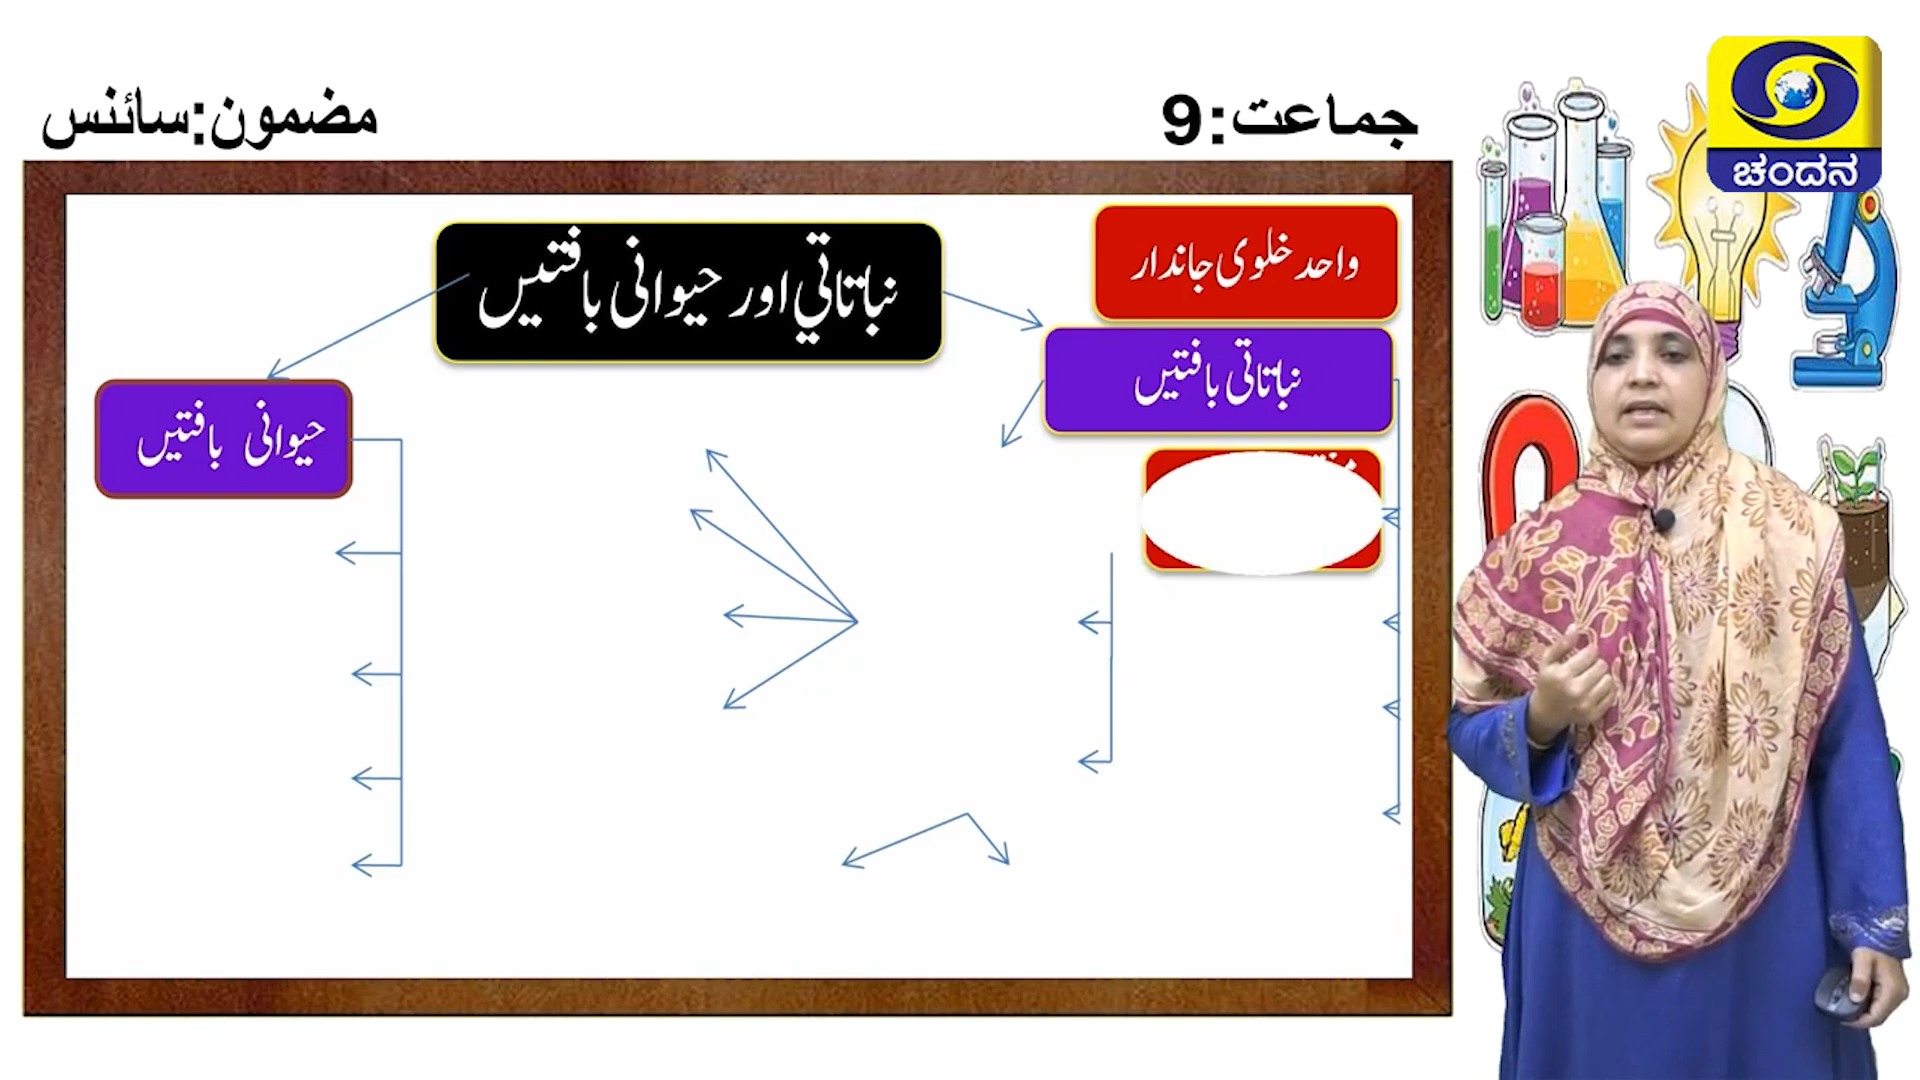 جماعت:9
مضمون:سائنس
ಚಂದನ
نباتاتي اور حیوانی بافتیں
واحد خلوی جاندار
نباتاتی بافتیں
حیوانی بافتیں